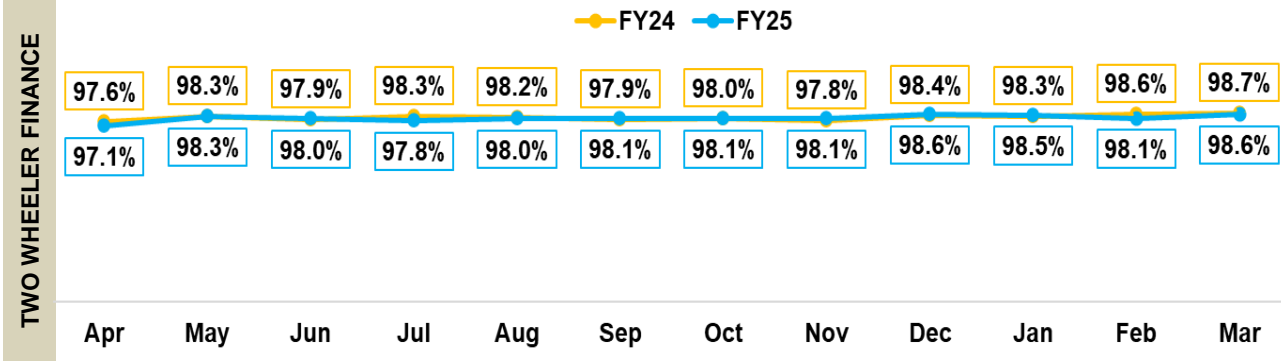 FY24 FY25
TWO WHEELER FINANCE
97.6% 98.3% 97.9% 98.3% 98.2% 97.9% 98.0% 97.8% 98.4% 98.3% 98.6% 98.7%
97.1% 98.3% 98.0% 97.8% 98.0% 98.1% 98.1% 98.1% 98.6% 98.5% 98.1% 98.6%
Apr May Jun Jul Aug Sep Oct Nov Dec Jan Feb Mar